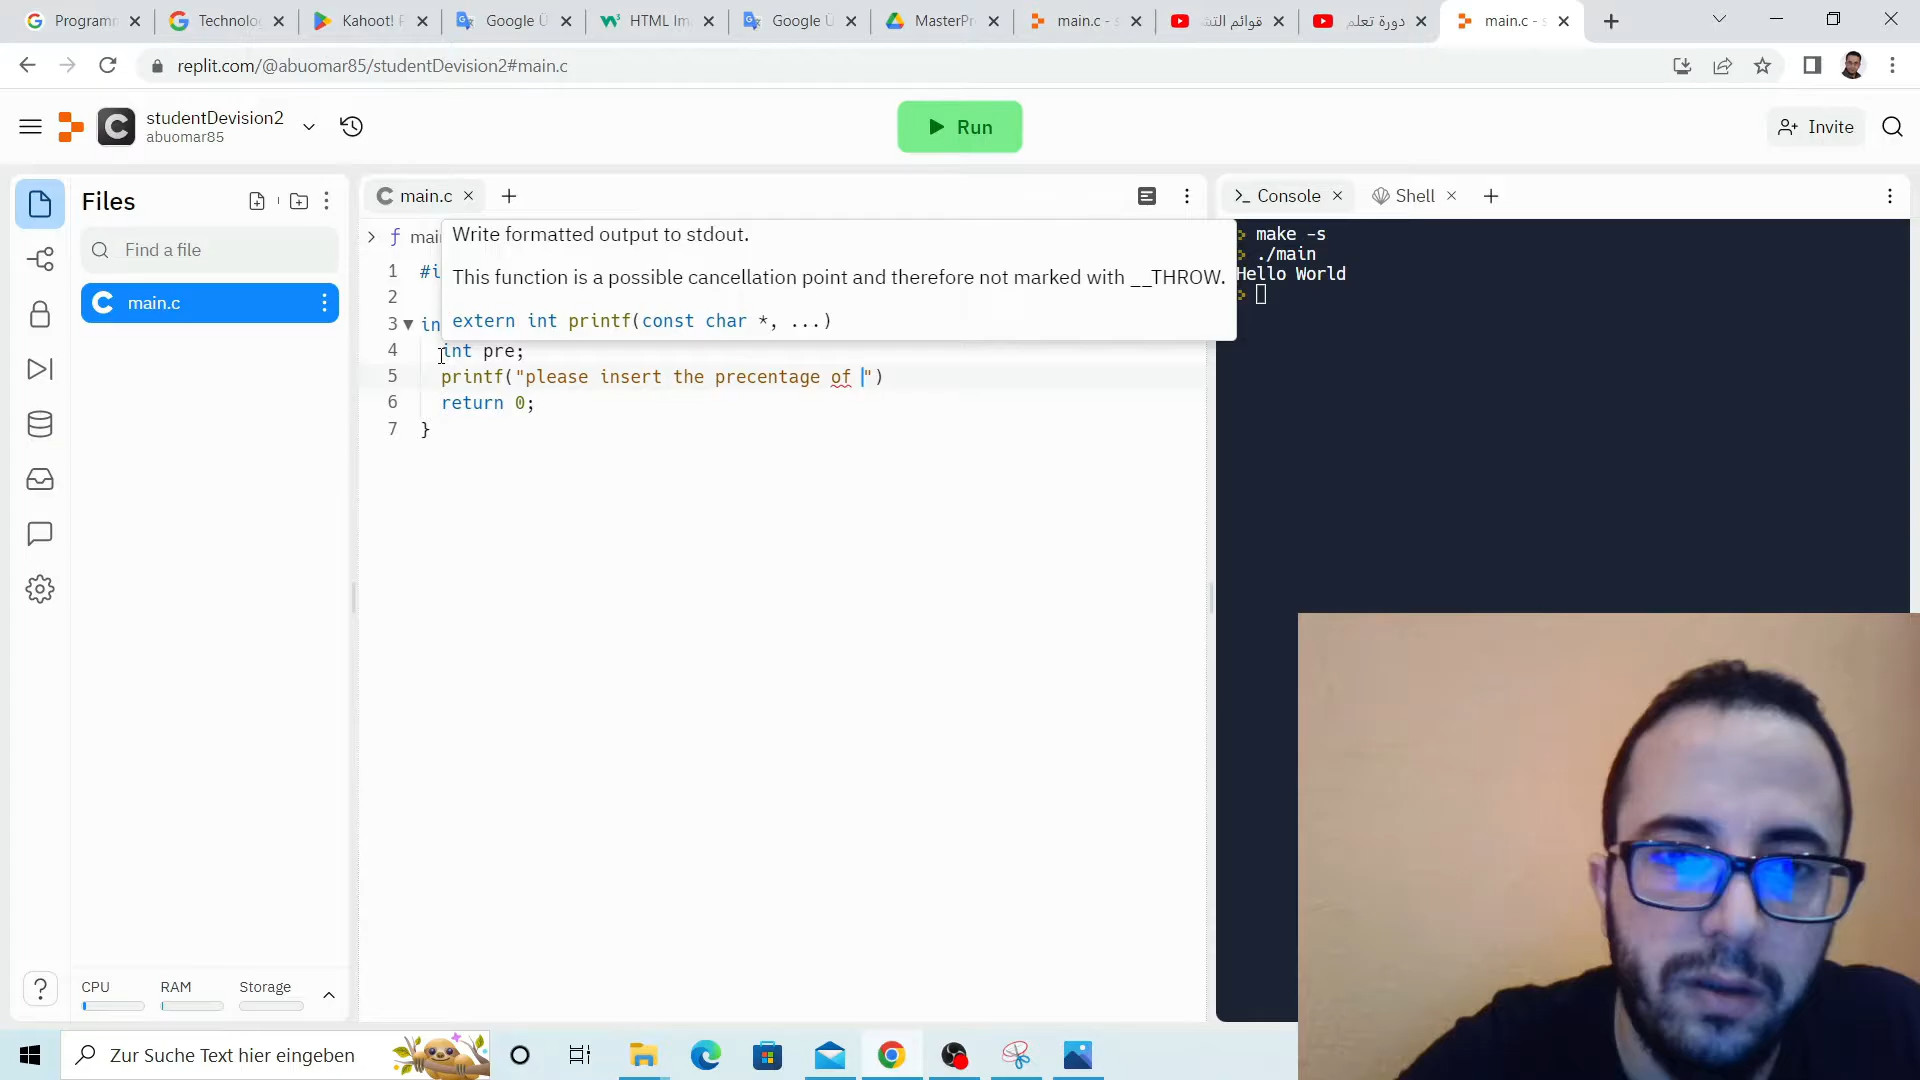 Programm
Technolog
Kahoot! P
Google Ü
HTML Im
Google Ü
MasterPr
main.c - s
قوائم التش
دورة تعلم
main.c - s
replit.com/@abuomar85/studentDevision2#main.c
studentDevision2
abuomar85
Run
Invite
Files
Find a file
main.c
main.c
Console
Shell
mai
Write formatted output to stdout.
This function is a possible cancellation point and therefore not marked with __THROW.
extern int printf(const char *, ...)
1 #i
2
3 in
4 int pre;
5 printf("please insert the precentage of ")
6 return 0;
7 }
make -s
./main
Hello World
CPU
RAM
Storage
Zur Suche Text hier eingeben